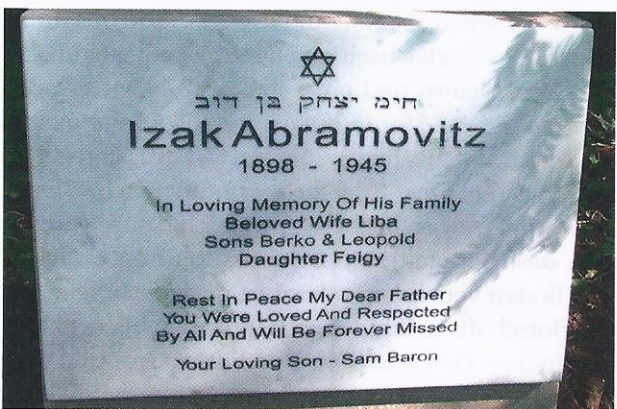 חימ יצחק בן דוב
Izak Abramovitz
1898 - 1945
In Loving Memory Of His Family
Beloved Wife Liba
Sons Berko & Leopold
Daughter Feigy
Rest In Peace My Dear Father
You Were Loved And Respected
By All And Will Be Forever Missed
Your Loving Son - Sam Baron